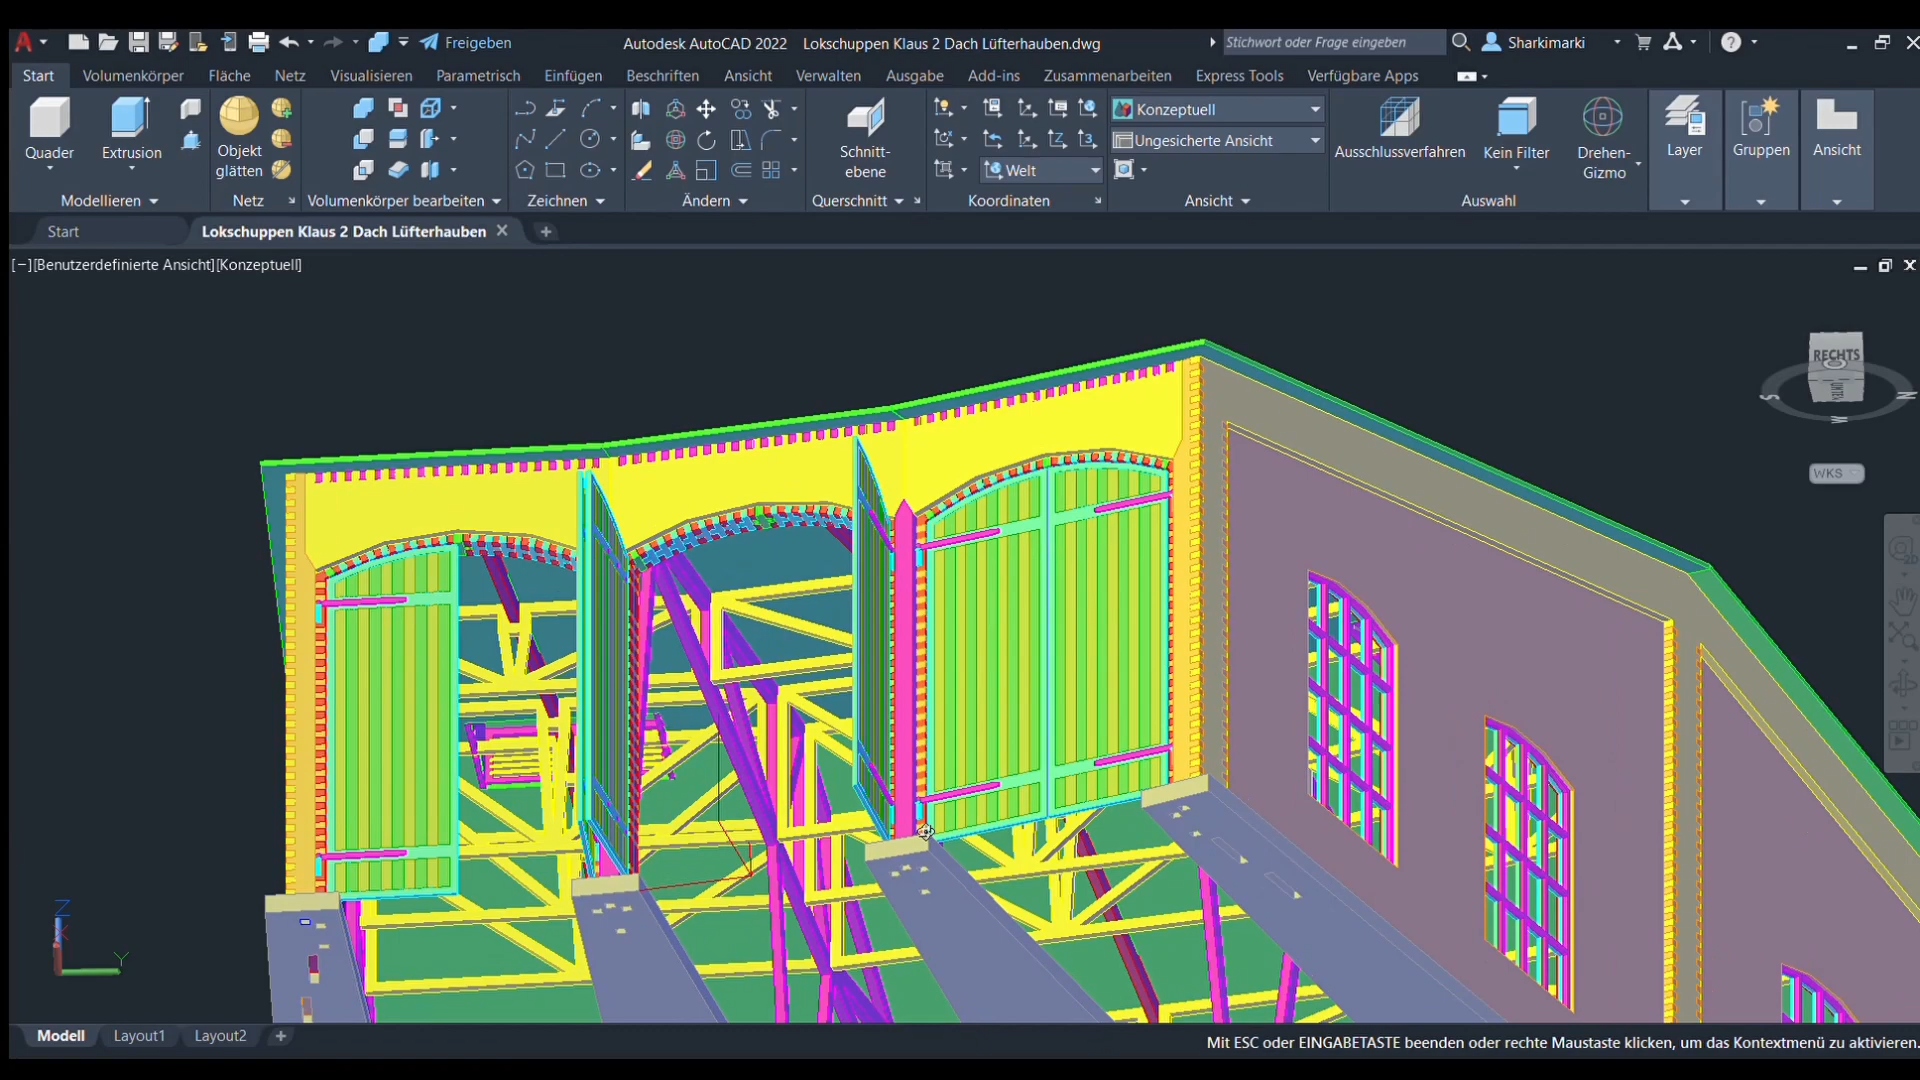 Freigeben
Autodesk AutoCAD 2022 Lokschuppen Klaus 2 Dach Lüfterhauben.dwg
Stichwort oder Frage eingeben
Sharkimarki
Start Volumenkörper Fläche Netz Visualisieren Parametrisch Einfügen Beschriften Ansicht Verwalten Ausgabe Add-ins Zusammenarbeiten Express Tools Verfügbare Apps
Konzeptuell
Ungesicherte Ansicht
Welt
Quader
Extrusion
Objekt
glätten
Schnitt-
ebene
Ausschlussverfahren
Kein Filter
Drehen-
Gizmo
Layer
Gruppen
Ansicht
Modellieren Netz Volumenkörper bearbeiten Zeichnen Ändern Querschnitt Koordinaten Ansicht Auswahl
Start
Lokschuppen Klaus 2 Dach Lüfterhauben
[−][Benutzerdefinierte Ansicht][Konzeptuell]
RECHTS
WKS
Z
X
Y
Modell Layout1 Layout2
Mit ESC oder EINGABETASTE beenden oder rechte Maustaste klicken, um das Kontextmenü zu aktivieren.